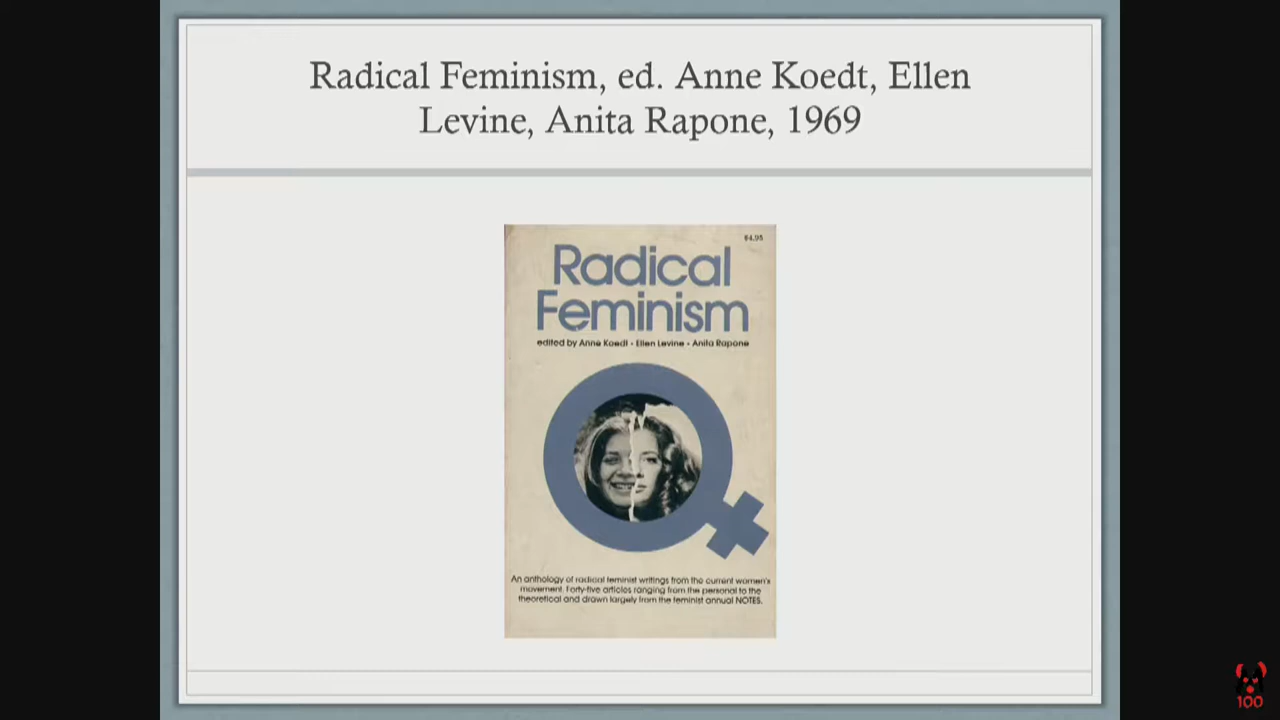 Radical Feminism, ed. Anne Koedt, Ellen
Levine, Anita Rapone, 1969
$4.95
Radical
Feminism
edited by Anne Koedt • Ellen Levine • Anita Rapone
An anthology of radical feminist writings from the current women's
movement. Forty-five articles ranging from the personal to the
theoretical and drawn largely from the feminist annual NOTES.
100